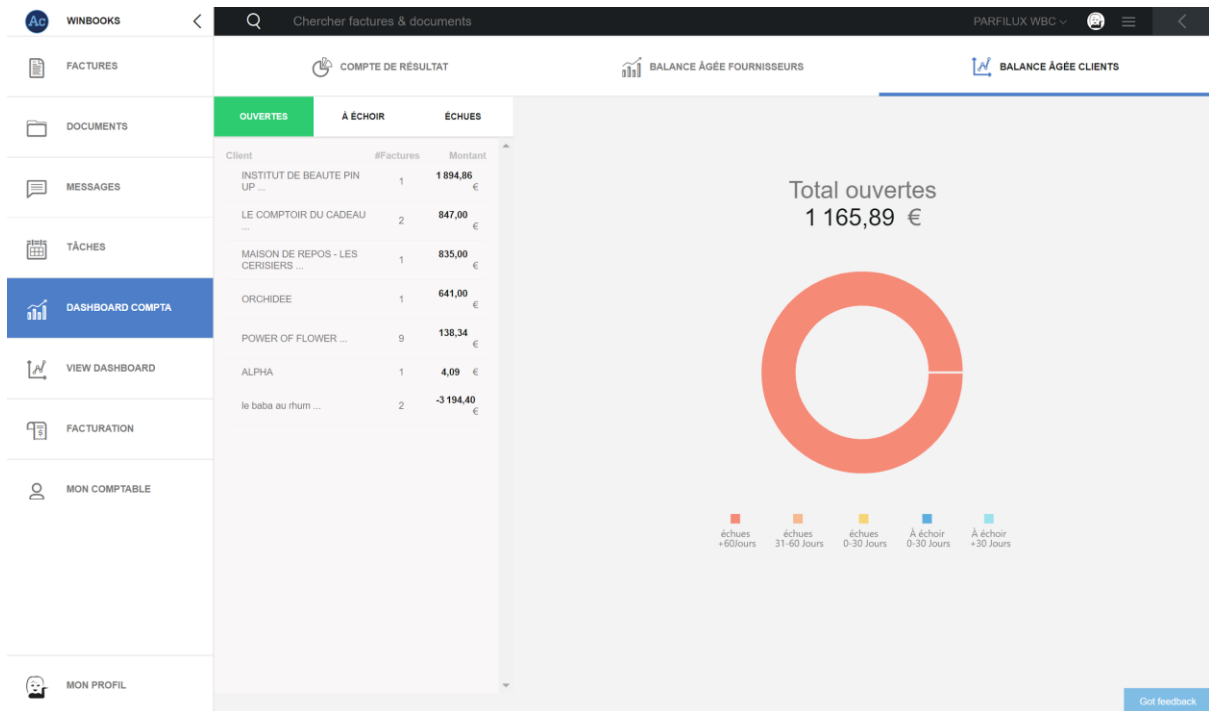 Ac WINBOOKS
Chercher factures & documents
PARFILUX WBC
FACTURES
DOCUMENTS
MESSAGES
TÂCHES
DASHBOARD COMPTA
VIEW DASHBOARD
FACTURATION
MON COMPTABLE
MON PROFIL
COMPTE DE RÉSULTAT
BALANCE ÂGÉE FOURNISSEURS
BALANCE ÂGÉE CLIENTS
OUVERTES À ÉCHOIR ÉCHUES
Client #Factures Montant
INSTITUT DE BEAUTE PIN 1 1 894,86
UP ... €
LE COMPTOIR DU CADEAU 2 847,00
... €
MAISON DE REPOS - LES 1 835,00
CERISIERS ... €
ORCHIDEE 1 641,00
€
POWER OF FLOWER ... 9 138,34
€
ALPHA 1 4,09 €
le baba au rhum ... 2 -3 194,40
€
Total ouvertes
1 165,89 €
échues échues échues À échoir À échoir
+60Jours 31-60 Jours 0-30 Jours 0-30 Jours +30 Jours
Got feedback